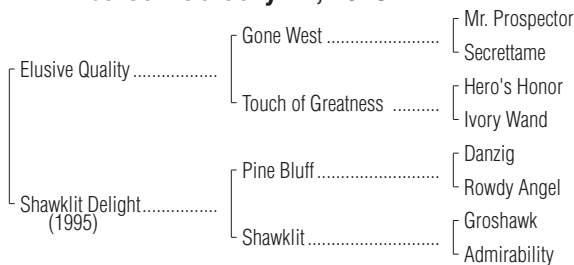 Gone West
Mr. Prospector
Secrettame
Elusive Quality
Touch of Greatness
Hero's Honor
Ivory Wand
Shawklit Delight
(1995)
Pine Bluff
Danzig
Rowdy Angel
Shawklit
Groshawk
Admirability